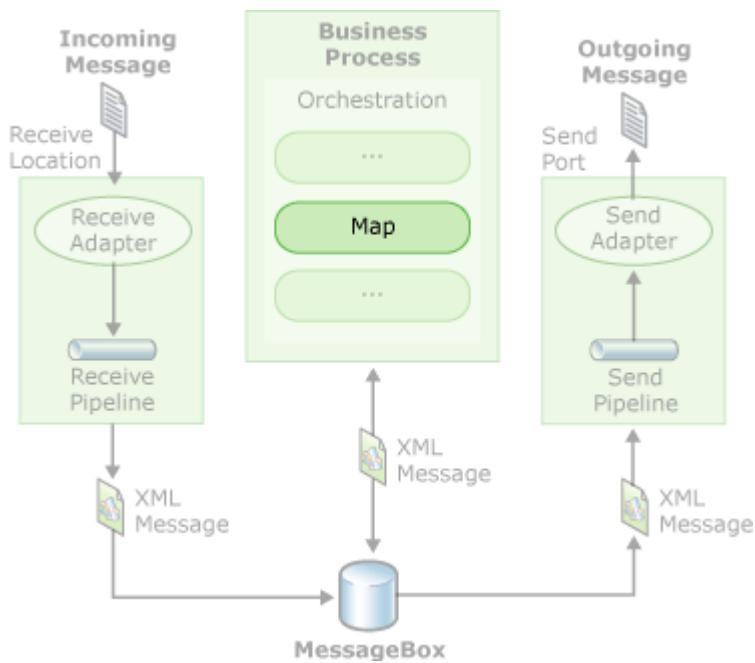 Incoming
Message
Receive
Location
Receive
Adapter
Receive
Pipeline
XML
Message
Business
Process
Orchestration
...
Map
...
XML
Message
MessageBox
Outgoing
Message
Send
Port
Send
Adapter
Send
Pipeline
XML
Message